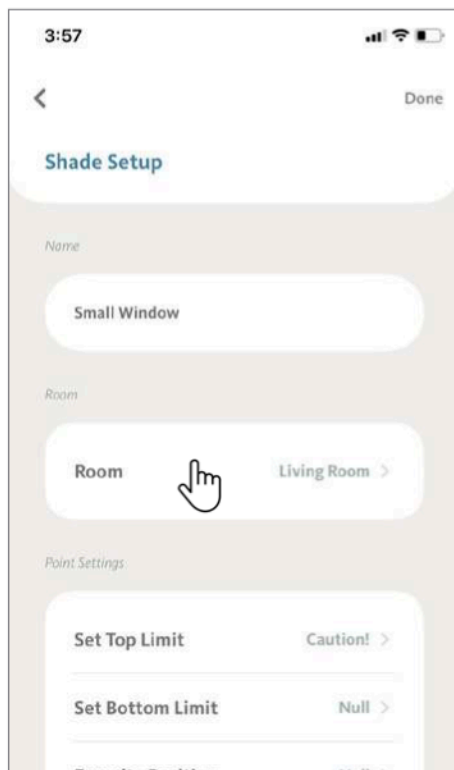 3:57
Done
Shade Setup
Name
Small Window
Room
Room Living Room >
Point Settings
Set Top Limit Caution! >
Set Bottom Limit Null >